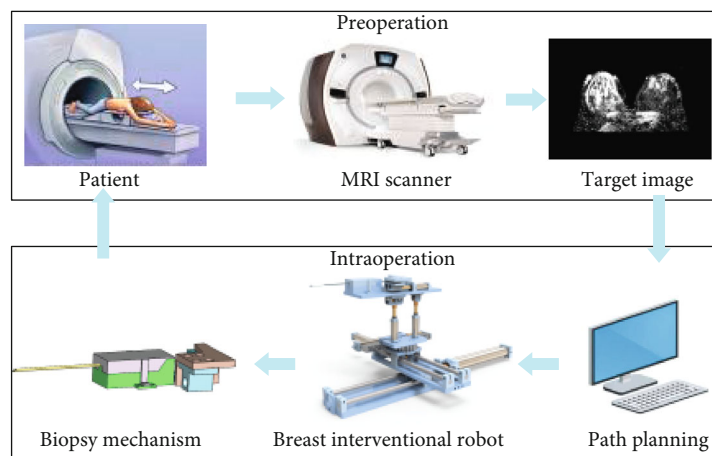 Preoperation
Patient
MRI scanner
Target image
Intraoperation
Biopsy mechanism
Breast interventional robot
Path planning